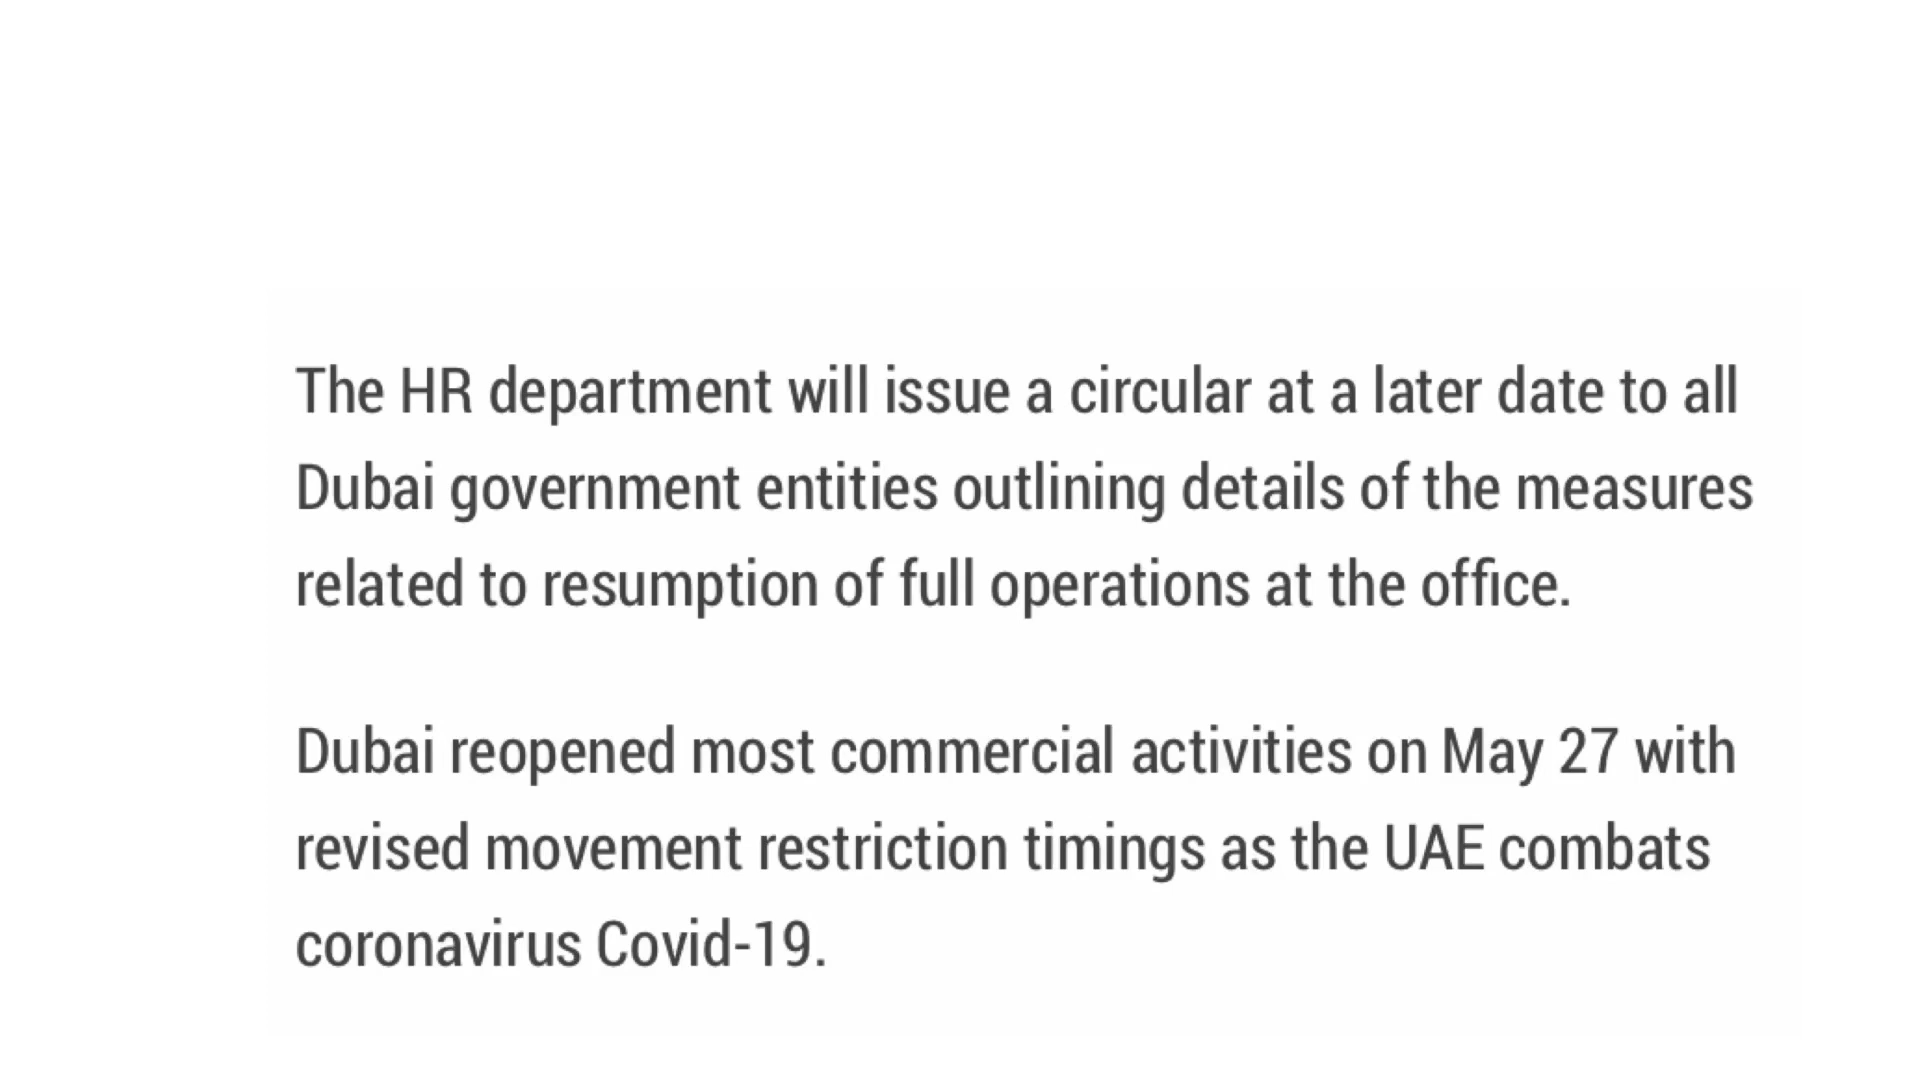 The HR department will issue a circular at a later date to all
Dubai government entities outlining details of the measures
related to resumption of full operations at the office.
Dubai reopened most commercial activities on May 27 with
revised movement restriction timings as the UAE combats
coronavirus Covid-19.